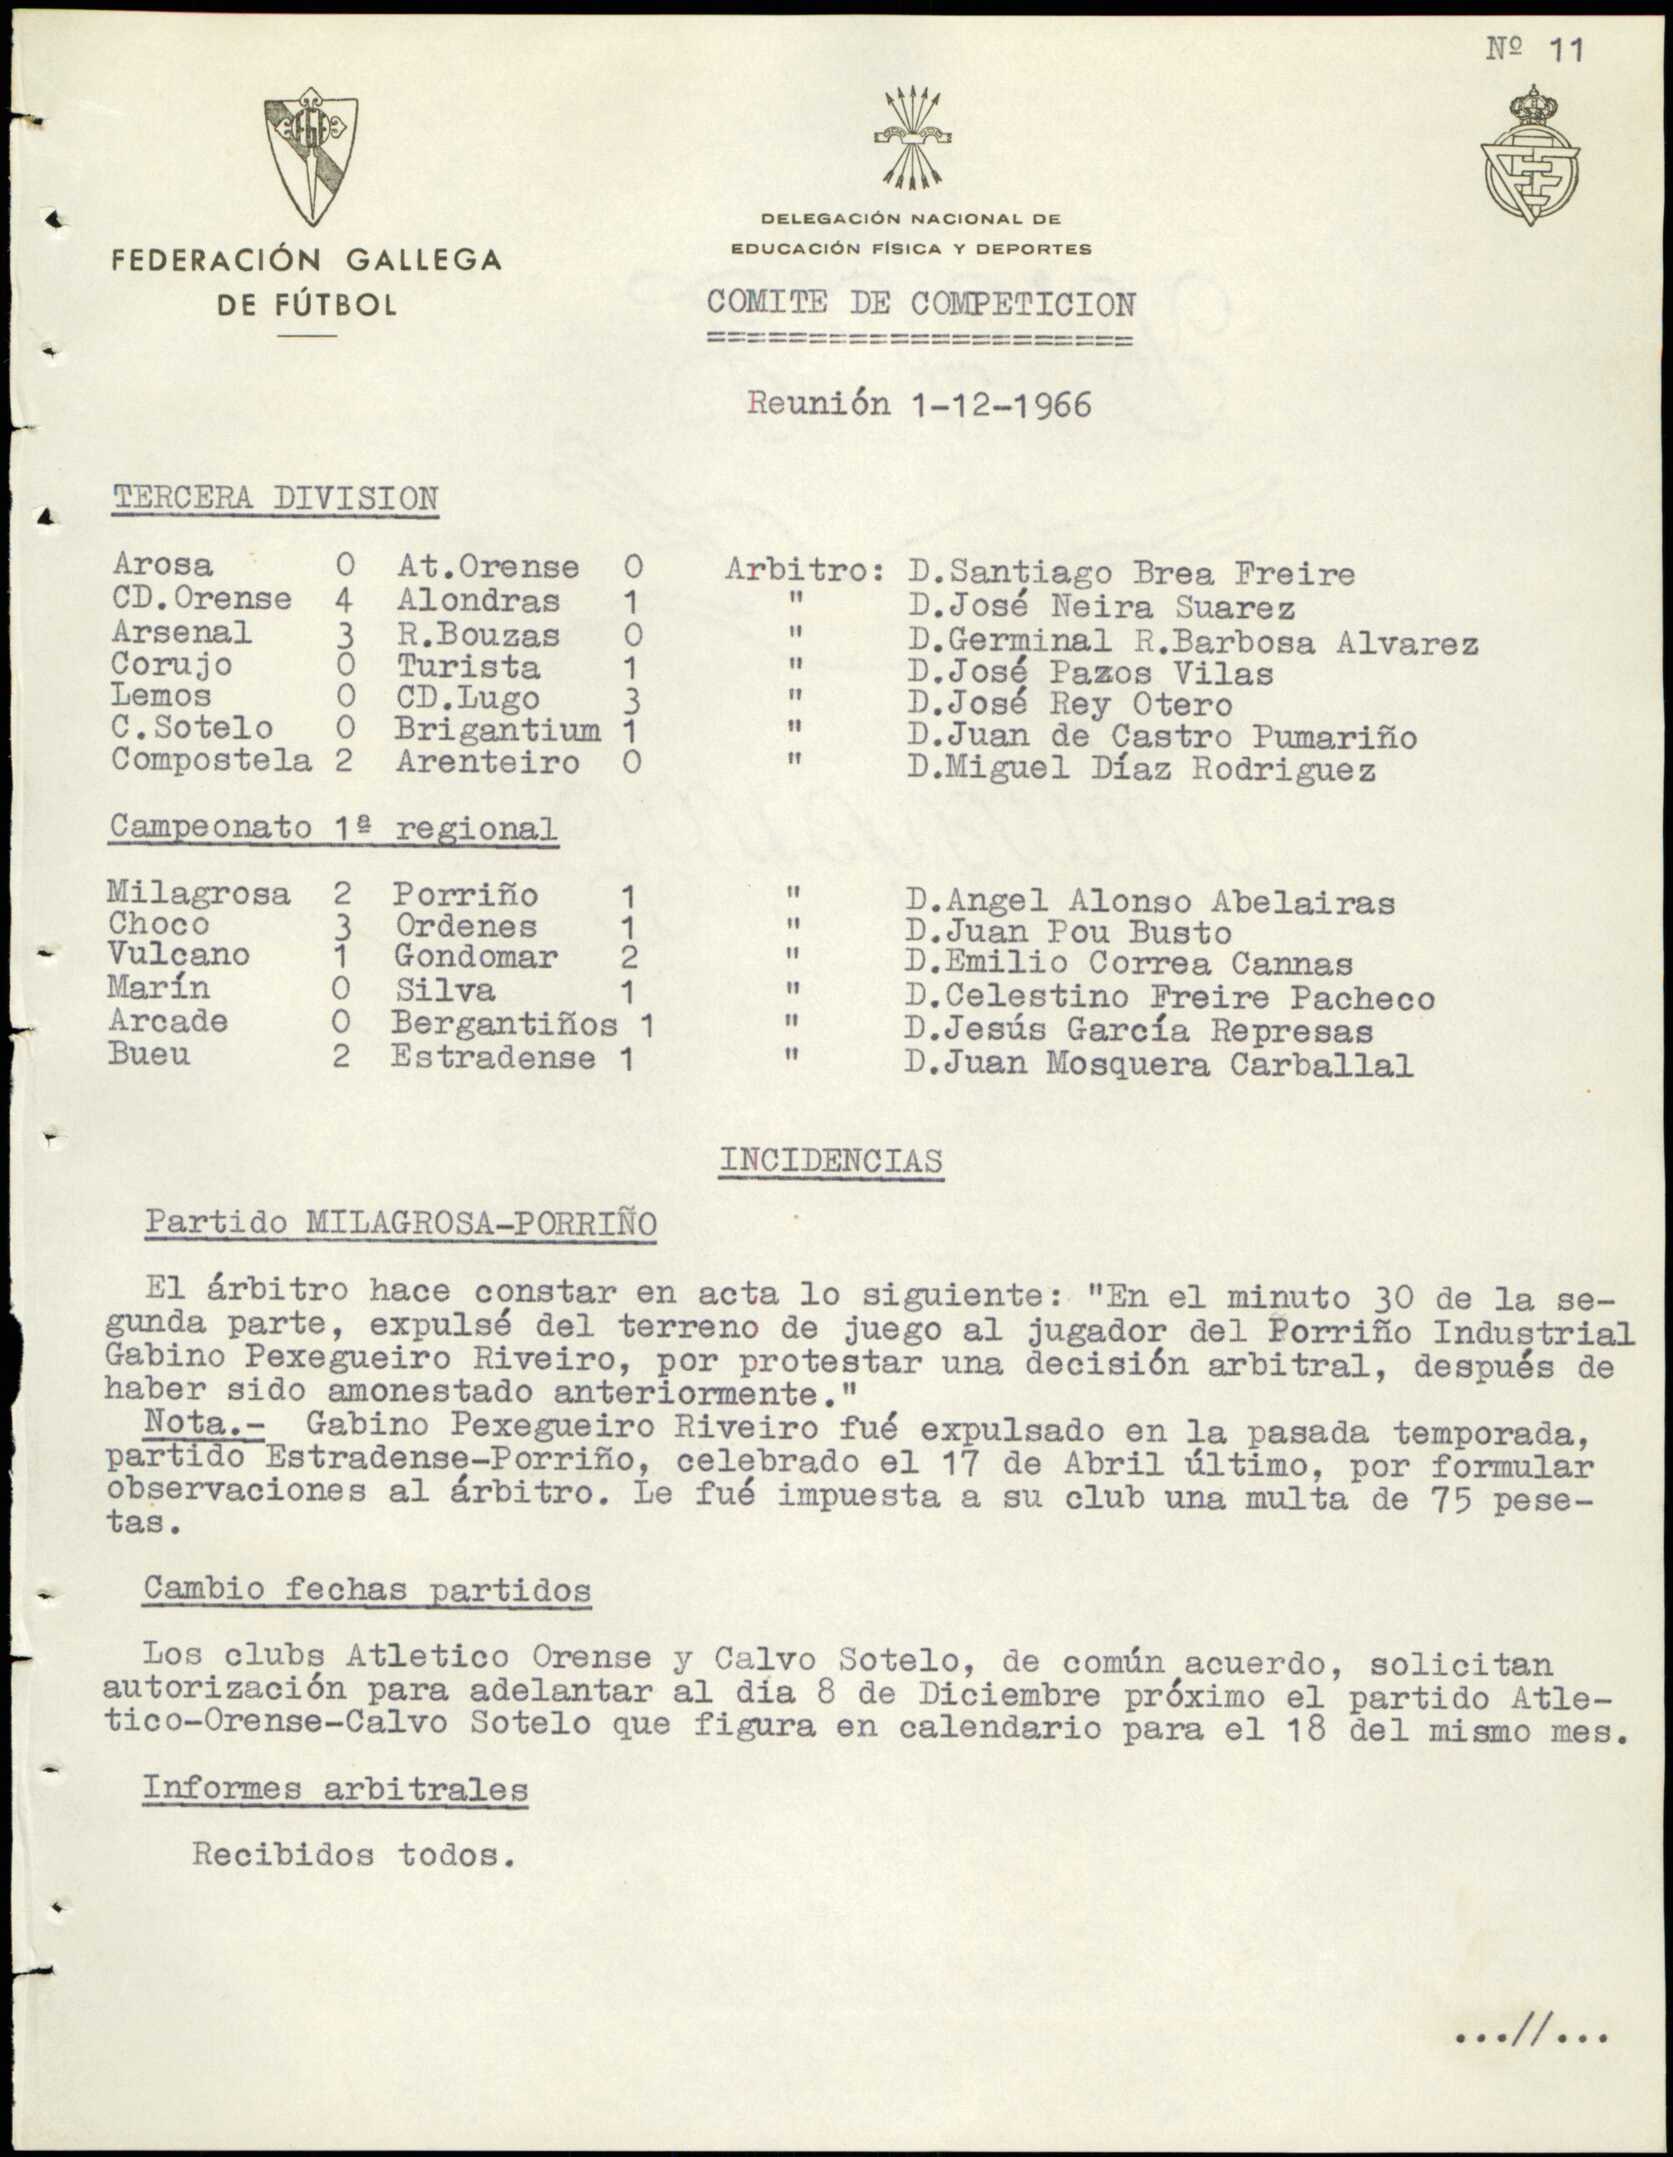 Nº 11
FEDERACIÓN GALLEGA
DE FÚTBOL
DELEGACIÓN NACIONAL DE
EDUCACIÓN FÍSICA Y DEPORTES
COMITE DE COMPETICION
=====================
Reunión 1-12-1966
TERCERA DIVISION
Arosa 0 At.Orense 0 Arbitro: D.Santiago Brea Freire
CD.Orense 4 Alondras 1 " D.José Neira Suarez
Arsenal 3 R.Bouzas 0 " D.Germinal R.Barbosa Alvarez
Corujo 0 Turista 1 " D.José Pazos Vilas
Lemos 0 CD.Lugo 3 " D.José Rey Otero
C.Sotelo 0 Brigantium 1 " D.Juan de Castro Pumariño
Compostela 2 Arenteiro 0 " D.Miguel Díaz Rodriguez
Campeonato 1ª regional
Milagrosa 2 Porriño 1 " D.Angel Alonso Abelairas
Choco 3 Ordenes 1 " D.Juan Pou Busto
Vulcano 1 Gondomar 2 " D.Emilio Correa Cannas
Marín 0 Silva 1 " D.Celestino Freire Pacheco
Arcade 0 Bergantiños 1 " D.Jesús García Represas
Bueu 2 Estradense 1 " D.Juan Mosquera Carballal
INCIDENCIAS
Partido MILAGROSA-PORRIÑO
El árbitro hace constar en acta lo siguiente: "En el minuto 30 de la se-
gunda parte, expulsé del terreno de juego al jugador del Porriño Industrial
Gabino Pexegueiro Riveiro, por protestar una decisión arbitral, después de
haber sido amonestado anteriormente."
Nota.- Gabino Pexegueiro Riveiro fué expulsado en la pasada temporada,
partido Estradense-Porriño, celebrado el 17 de Abril último, por formular
observaciones al árbitro. Le fué impuesta a su club una multa de 75 pese-
tas.
Cambio fechas partidos
Los clubs Atletico Orense y Calvo Sotelo, de común acuerdo, solicitan
autorización para adelantar al día 8 de Diciembre próximo el partido Atle-
tico-Orense-Calvo Sotelo que figura en calendario para el 18 del mismo mes.
Informes arbitrales
Recibidos todos.
...//...